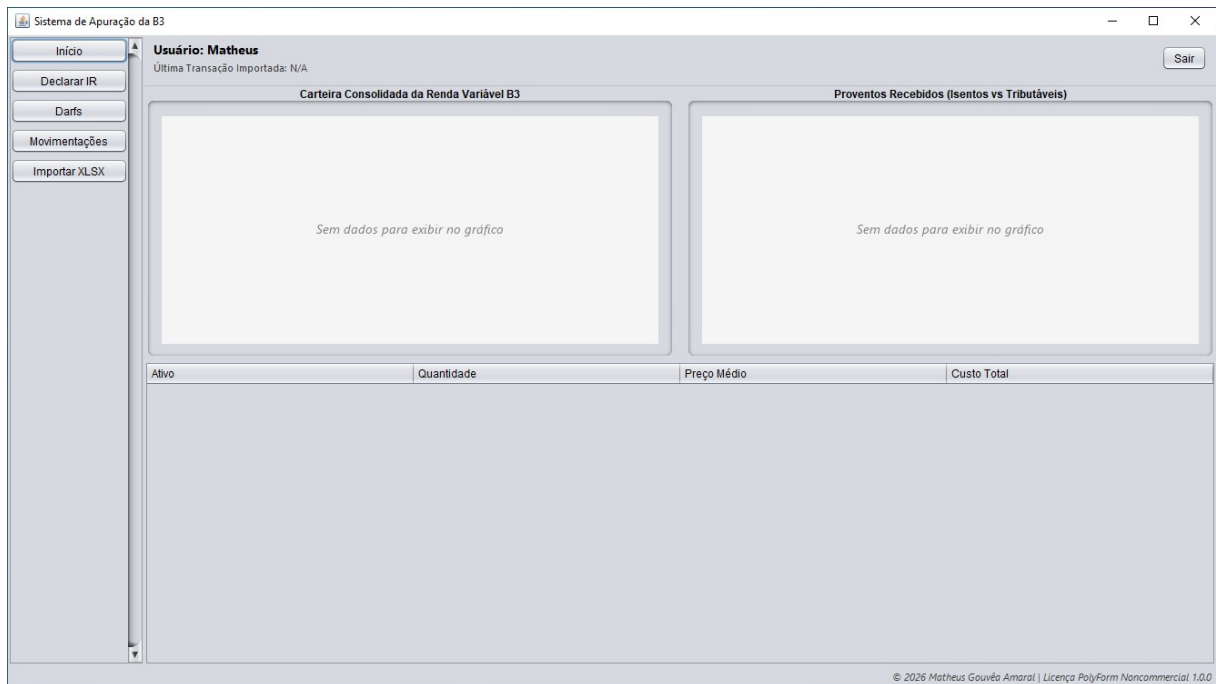 Sistema de Apuração da B3
Início
Declarar IR
Darfs
Movimentações
Importar XLSX
Usuário: Matheus
Última Transação Importada: N/A
Sair
Carteira Consolidada da Renda Variável B3
Proventos Recebidos (Isentos vs Tributáveis)
Sem dados para exibir no gráfico
Sem dados para exibir no gráfico
Ativo Quantidade Preço Médio Custo Total
© 2026 Matheus Gouvêa Amaral | Licença PolyForm Noncommercial 1.0.0